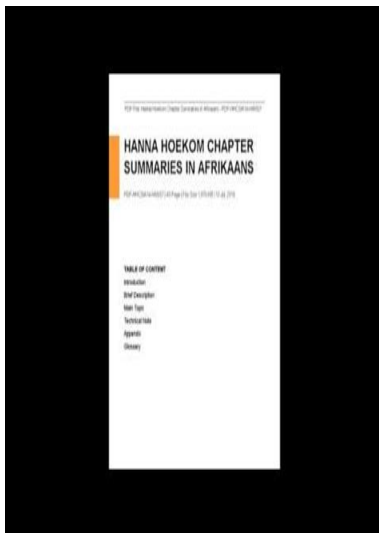 HANNA HOEKOM CHAPTER
SUMMARIES IN AFRIKAANS
TABLE OF CONTENT
Introduction
Brief Description
Main Topic
Technical Note
Appendix
Glossary